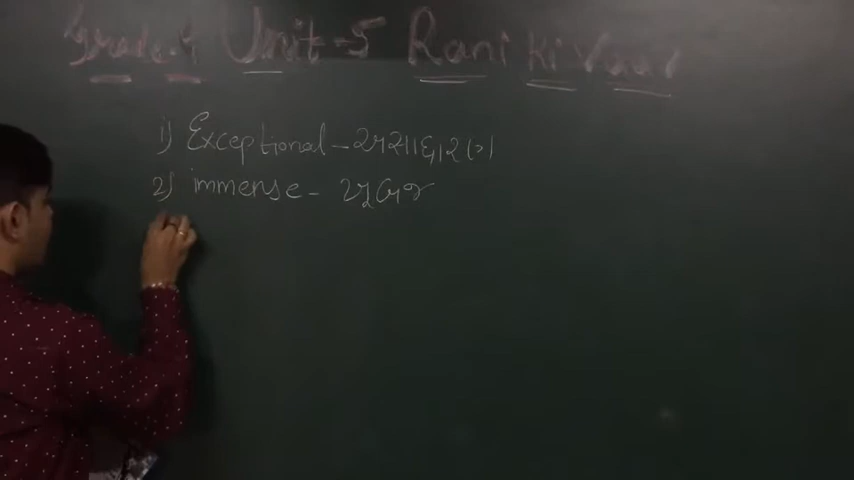 Grade-4 Unit-5 Rani ki Vav
1) Exceptional - અસાધારણ
2) immense -